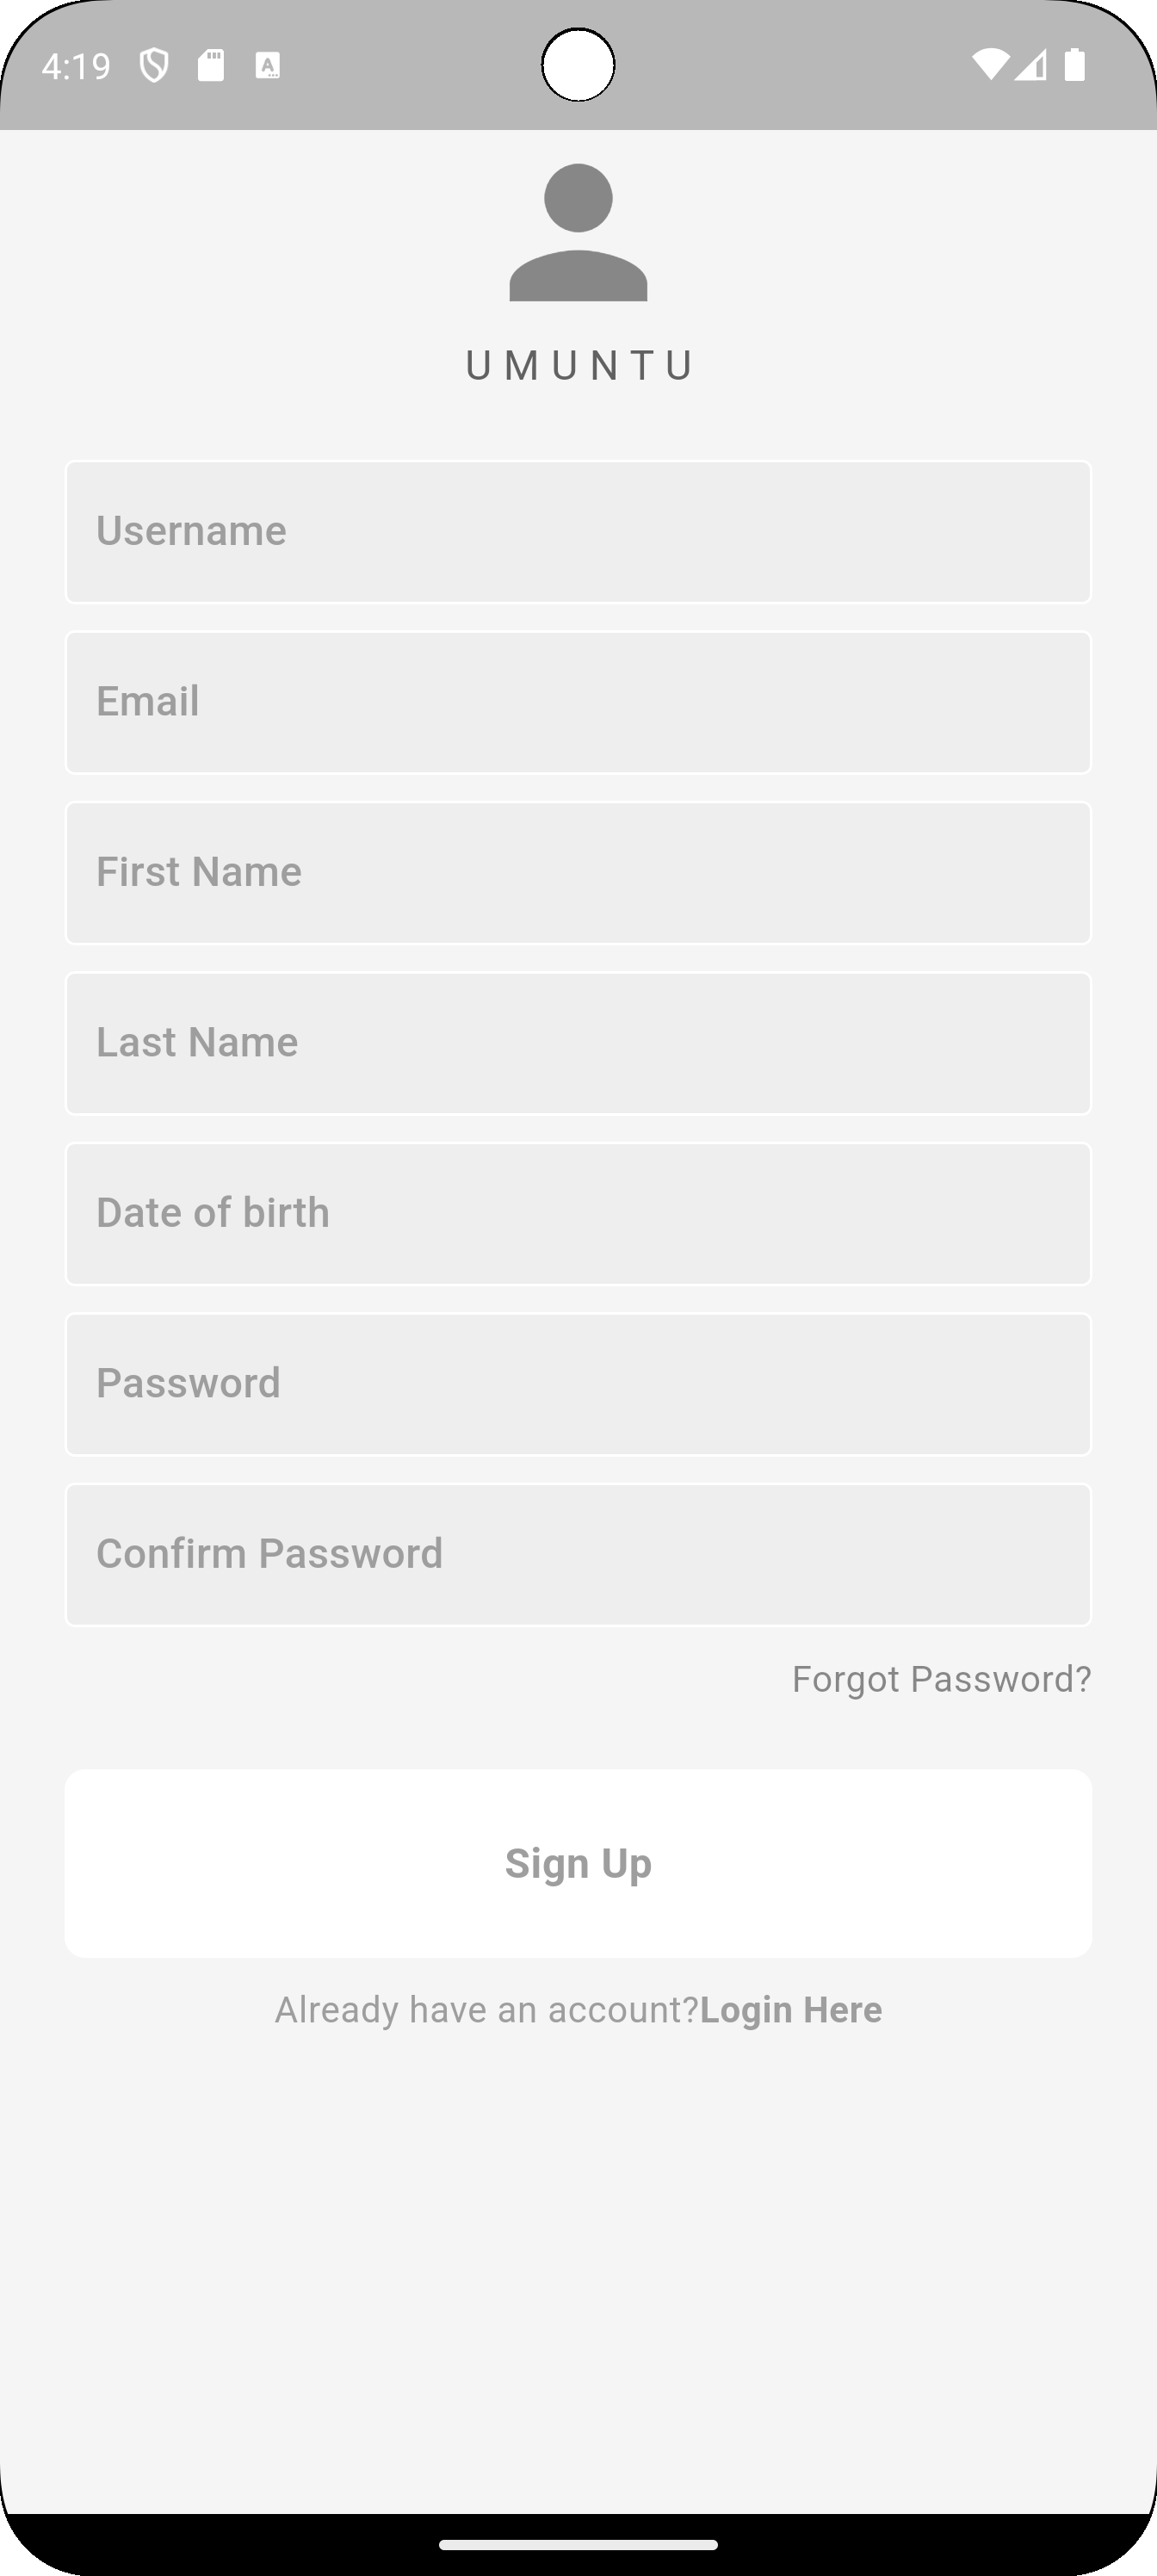 4:19
UMUNTU
Username
Email
First Name
Last Name
Date of birth
Password
Confirm Password
Forgot Password?
Sign Up
Already have an account?Login Here